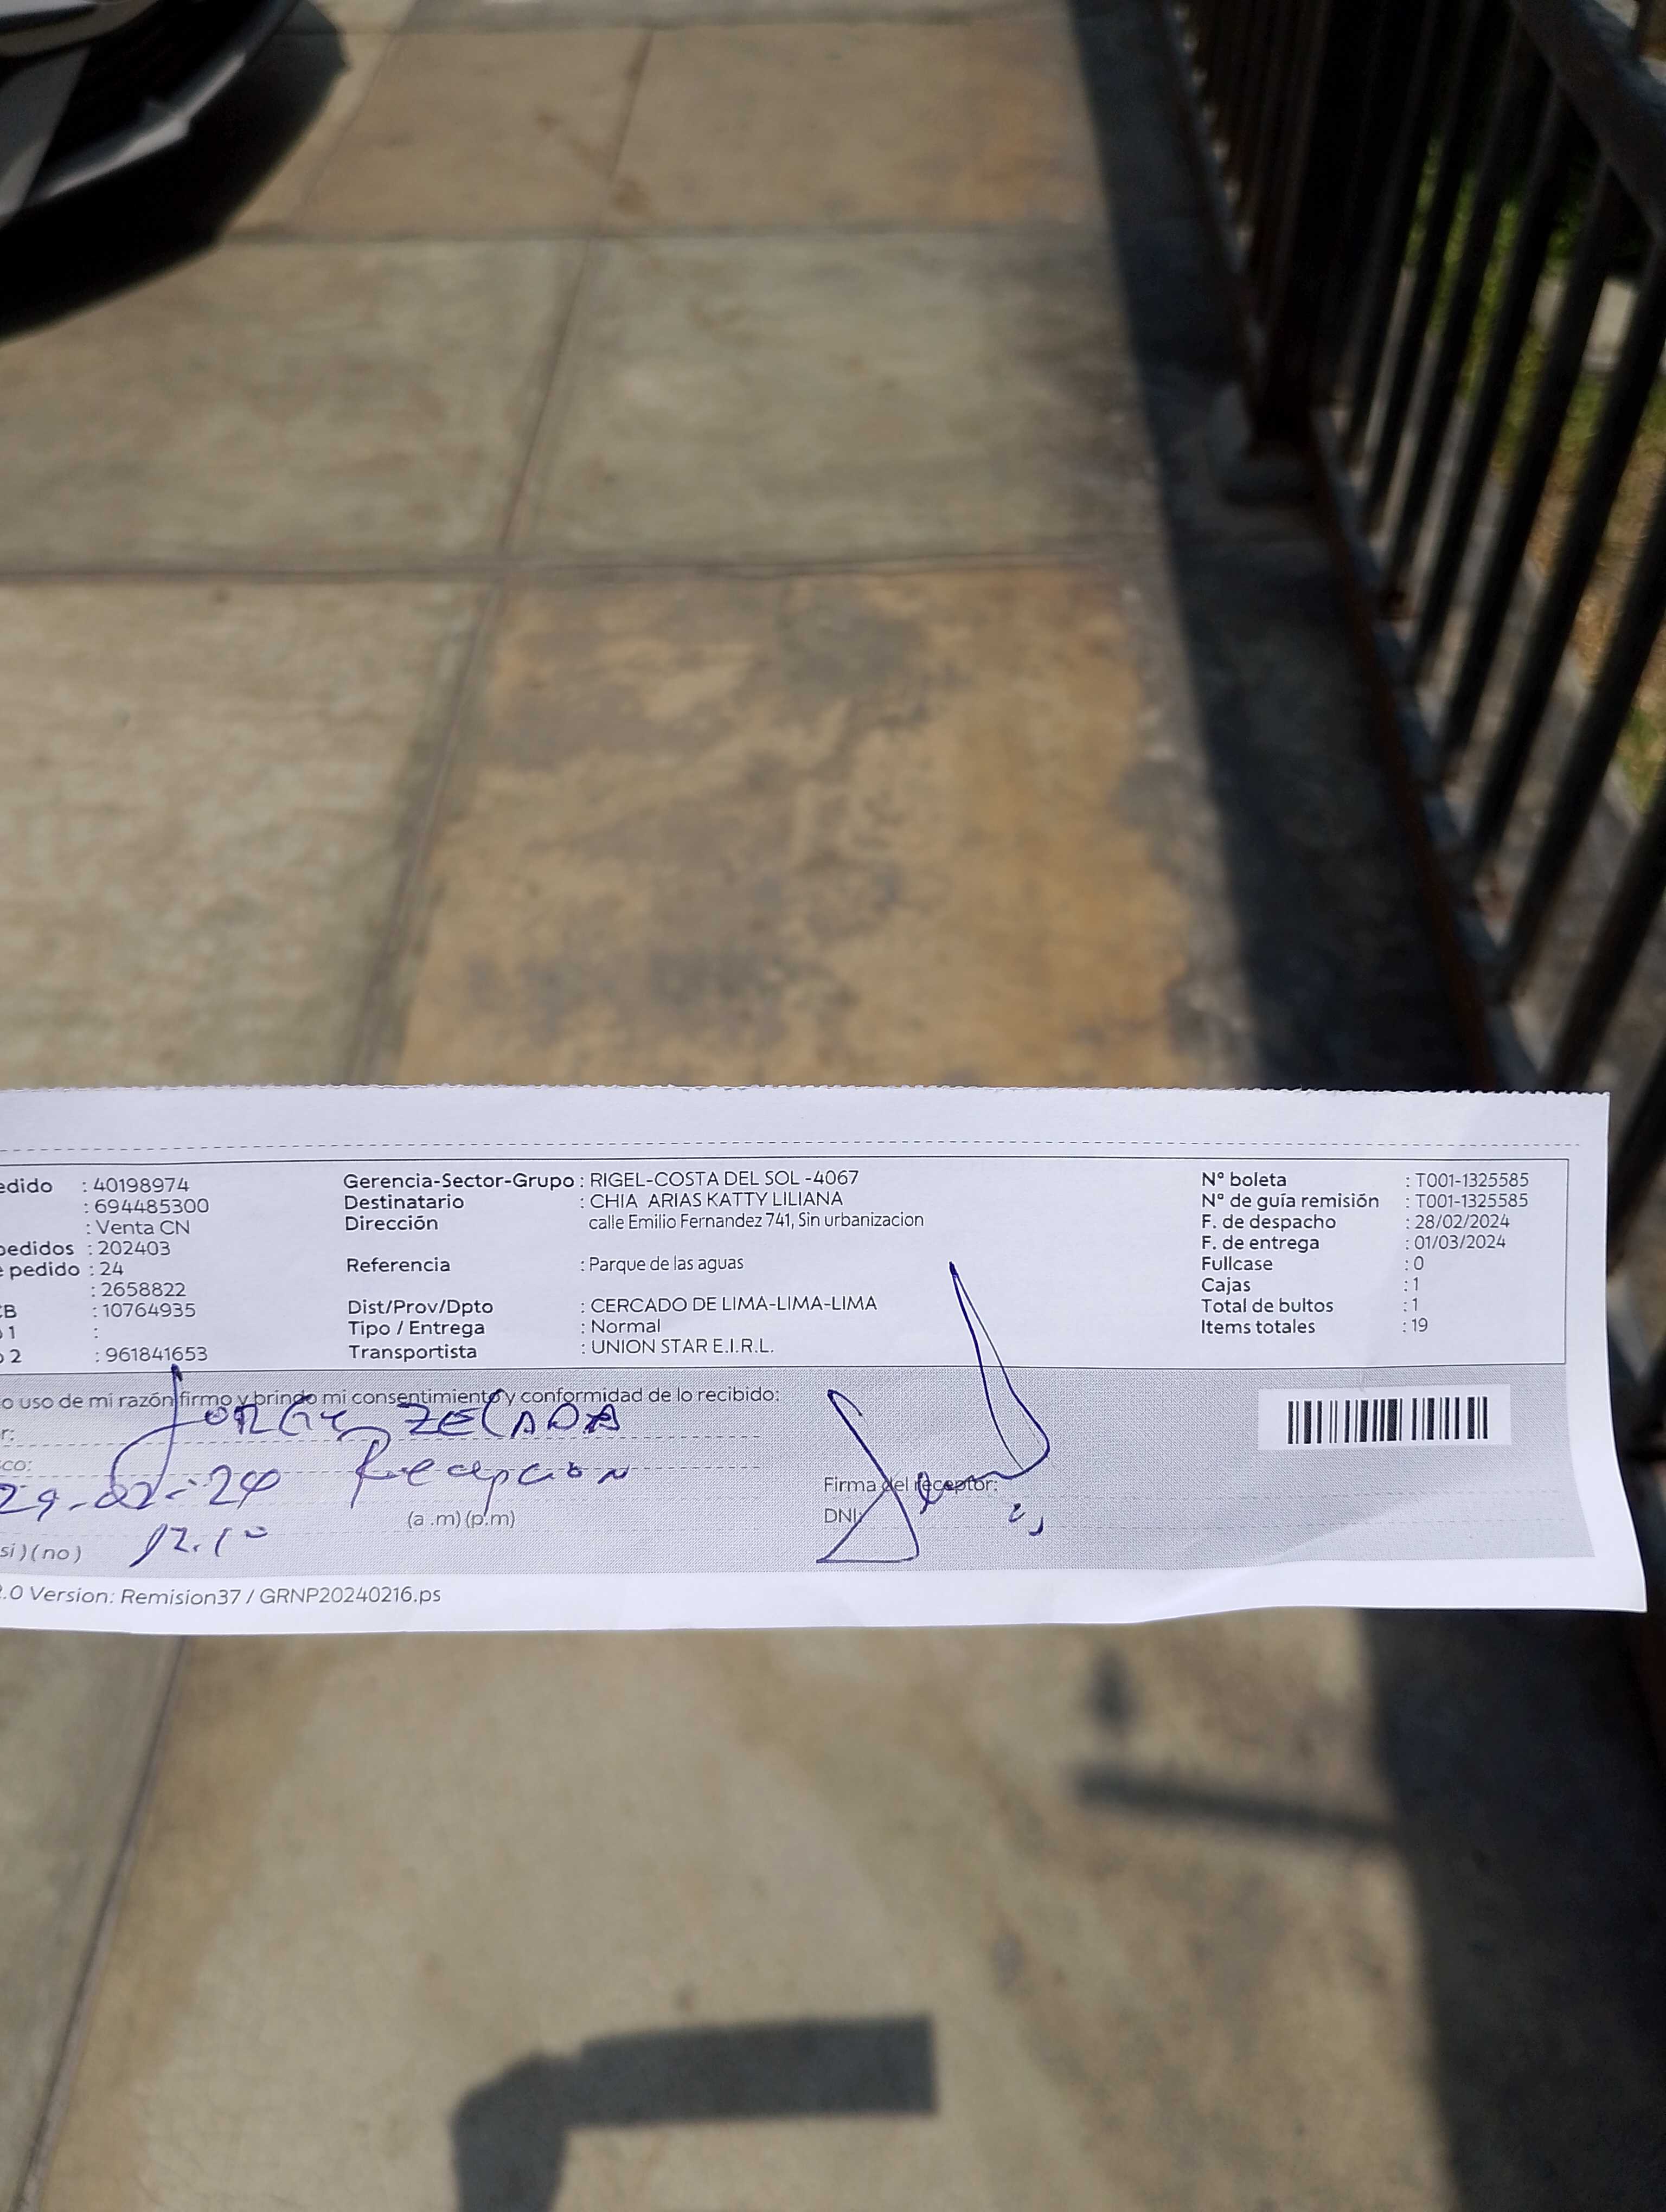 edido : 40198974
: 694485300
: Venta CN
pedidos : 202403
e pedido : 24
: 2658822
CB : 10764935
o 1 :
o 2 : 961841653
Gerencia-Sector-Grupo : RIGEL-COSTA DEL SOL -4067
Destinatario : CHIA ARIAS KATTY LILIANA
Dirección calle Emilio Fernandez 741, Sin urbanizacion
Referencia : Parque de las aguas
Dist/Prov/Dpto : CERCADO DE LIMA-LIMA-LIMA
Tipo / Entrega : Normal
Transportista : UNION STAR E.I.R.L.
N° boleta : T001-1325585
N° de guía remisión : T001-1325585
F. de despacho : 28/02/2024
F. de entrega : 01/03/2024
Fullcase : 0
Cajas : 1
Total de bultos : 1
Items totales : 19
o uso de mi razón firmo y brindo mi consentimiento y conformidad de lo recibido:
r: JORGE ZECADA
co: Recepcion
29-02-24
12.10 (a .m) (p.m)
si ) ( no )
Firma del receptor:
DNI:
2.0 Version: Remision37 / GRNP20240216.ps